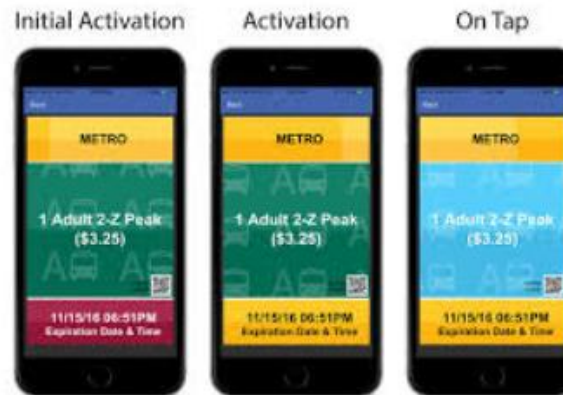 Initial Activation
Activation
On Tap
METRO
1 Adult 2-Z Peak
($3.25)
11/15/16 06:51PM
Expiration Date & Time
METRO
1 Adult 2-Z Peak
($3.25)
11/15/16 06:51PM
Expiration Date & Time
METRO
1 Adult 2-Z Peak
($3.25)
11/15/16 06:51PM
Expiration Date & Time